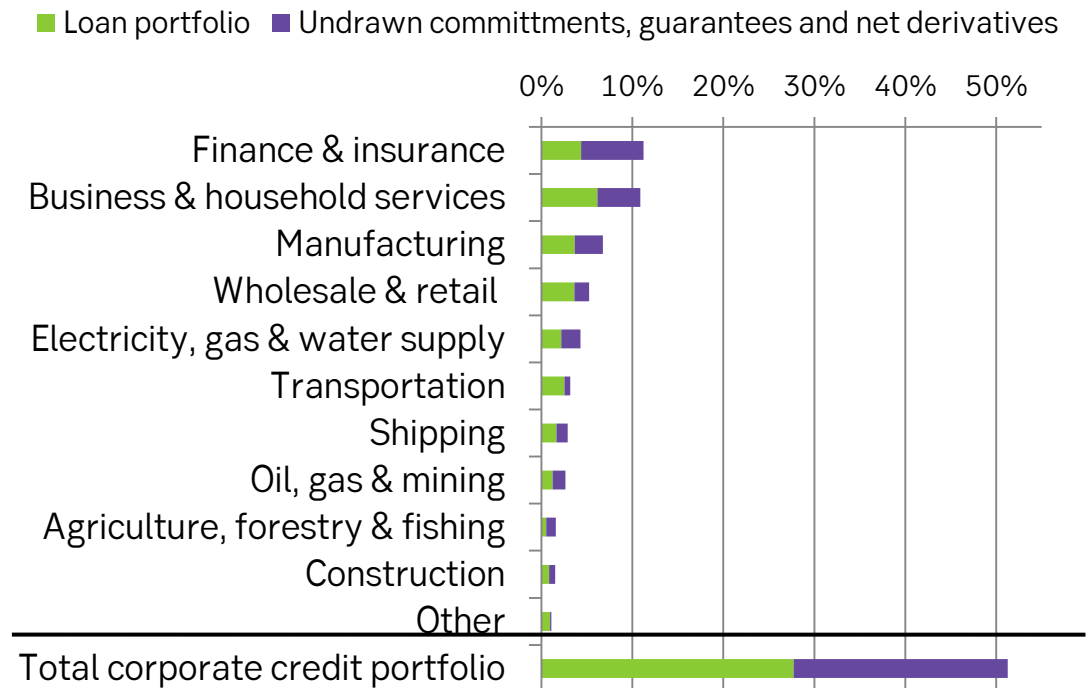 Loan portfolio Undrawn committments, guarantees and net derivatives
0% 10% 20% 30% 40% 50%
Finance & insurance
Business & household services
Manufacturing
Wholesale & retail
Electricity, gas & water supply
Transportation
Shipping
Oil, gas & mining
Agriculture, forestry & fishing
Construction
Other
Total corporate credit portfolio